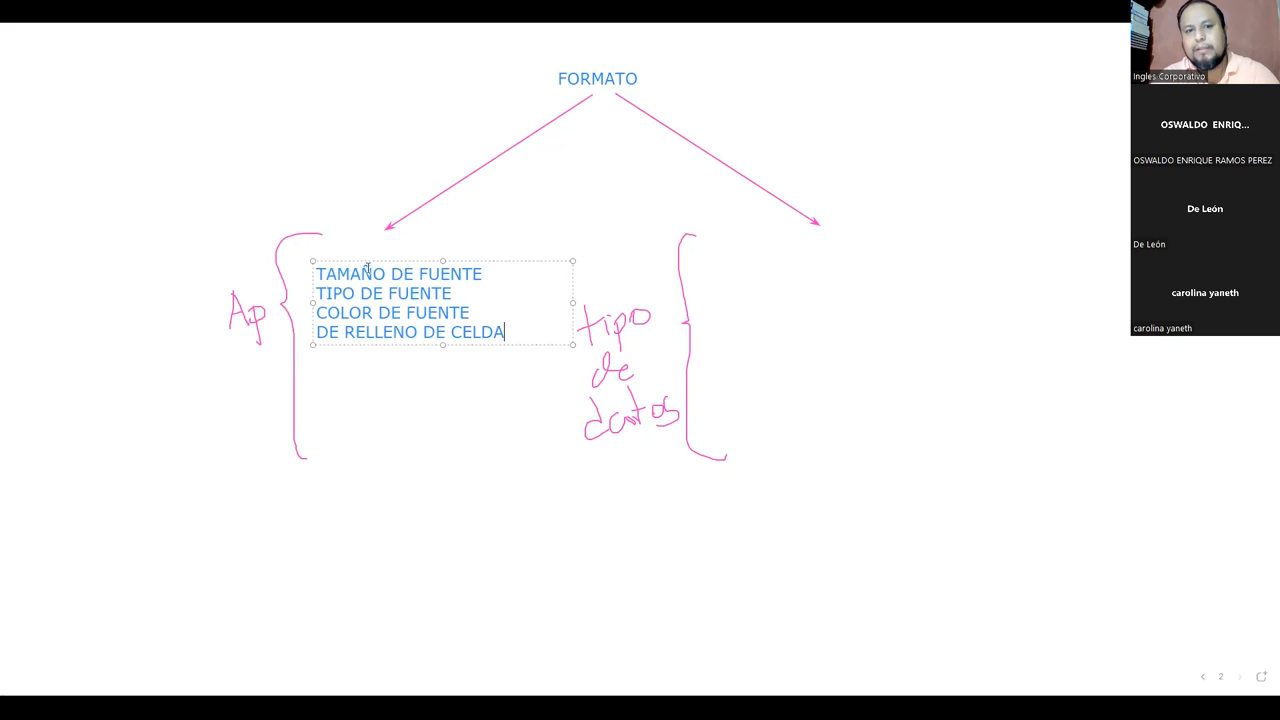 FORMATO
Ap
TAMAÑO DE FUENTE
TIPO DE FUENTE
COLOR DE FUENTE
DE RELLENO DE CELDA
tipo
de
datos
Ingles Corporativo
OSWALDO ENRIQ...
OSWALDO ENRIQUE RAMOS PEREZ
De León
De León
carolina yaneth
carolina yaneth
2